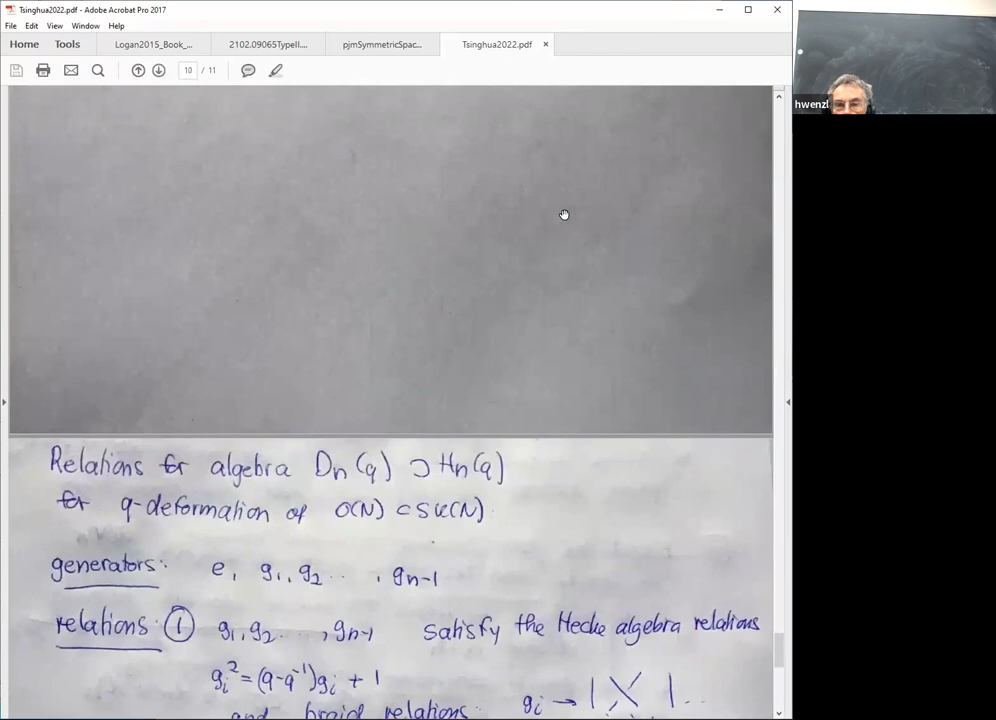 Tsinghua2022.pdf - Adobe Acrobat Pro 2017
File Edit View Window Help
Home Tools Logan2015_Book_... 2102.09065TypeII.... pjmSymmetricSpac... Tsinghua2022.pdf ×
10 / 11
hwenzl
Relations for algebra Dn(q) ⊃ Hn(q)
for q-deformation of O(N) ⊂ SU(N)
generators: e, g1, g2 ... , gn-1
relations: ① g1, g2 ... , gn-1 satisfy the Hecke algebra relations
gi² = (q-q⁻¹)gi + 1
and braid relations: gi → | X | ...